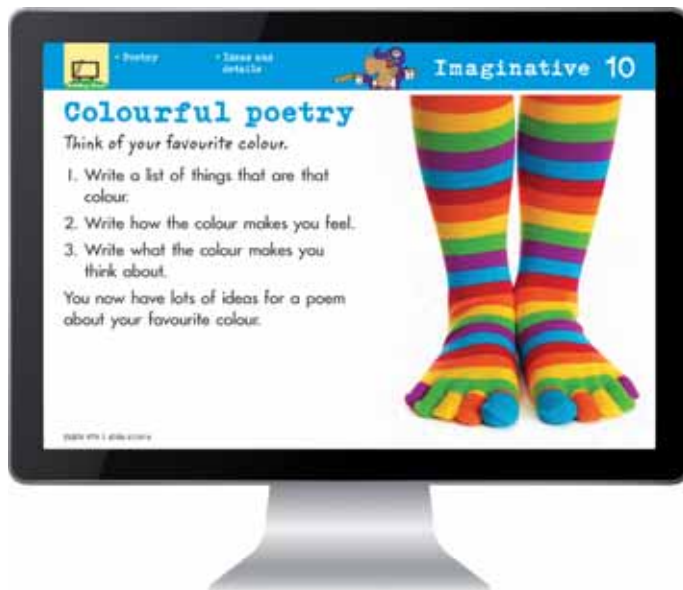 • Poetry
• Ideas and
details
Imaginative 10
Colourful poetry
Think of your favourite colour.
1. Write a list of things that are that
colour.
2. Write how the colour makes you feel.
3. Write what the colour makes you
think about.
You now have lots of ideas for a poem
about your favourite colour.